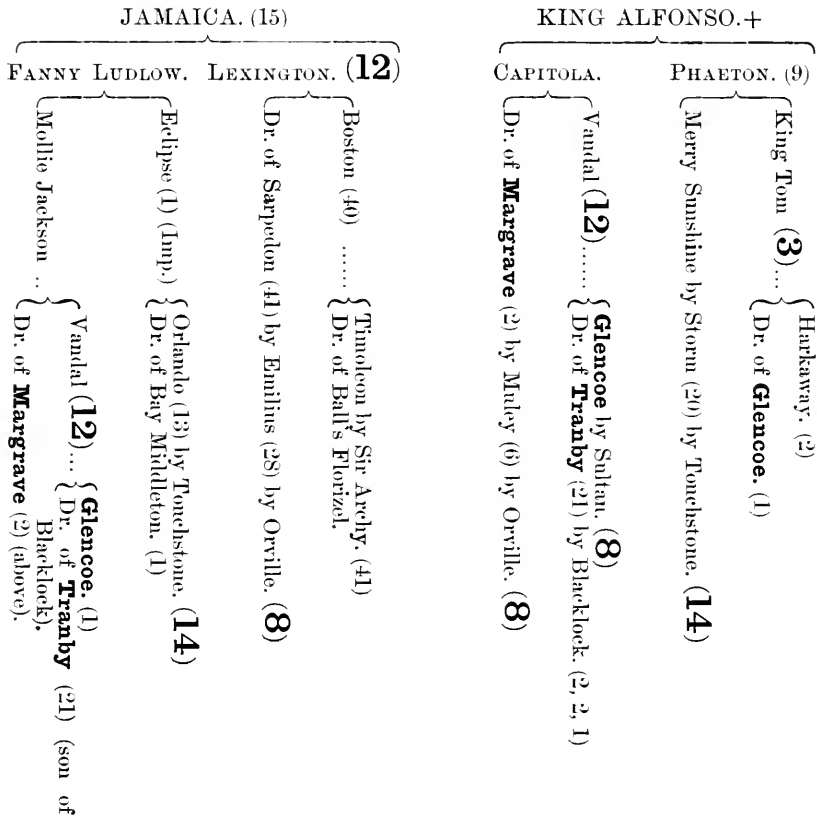 JAMAICA. (15)
KING ALFONSO.+
FANNY LUDLOW. LEXINGTON. (12)
CAPITOLA. PHAETON. (9)
King Tom (3)...
Harkaway. (2)
Dr. of Glencoe. (1)
Merry Sunshine by Storm (20) by Touchstone. (14)
Vandal (12)......
Glencoe by Sultan. (8)
Dr. of Tranby (21) by Blacklock. (2, 2, 1)
Dr. of Margrave (2) by Muley (6) by Orville. (8)
Boston (40) ......
Timoleon by Sir Archy. (41)
Dr. of Ball's Florizel.
Dr. of Sarpedon (41) by Emilius (28) by Orville. (8)
Eclipse (1) (Imp.)
Orlando (13) by Touchstone. (14)
Dr. of Bay Middleton. (1)
Mollie Jackson ..
Vandal (12)...
Glencoe. (1)
Dr. of Tranby (21) (son of
Blacklock).
Dr. of Margrave (2) (above).